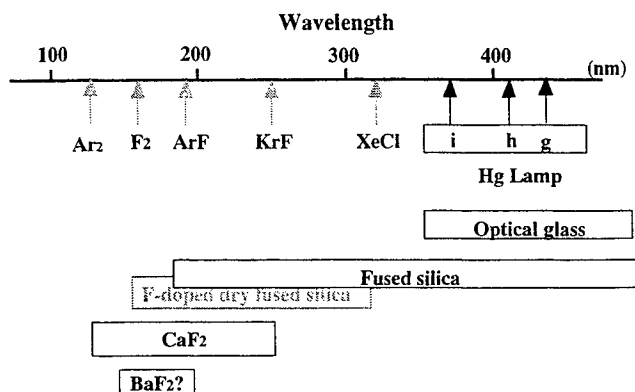 Wavelength
100 200 300 400 (nm)
Ar2 F2 ArF KrF XeCl i h g
Hg Lamp
Optical glass
Fused silica
F-doped dry fused silica
CaF2
BaF2?